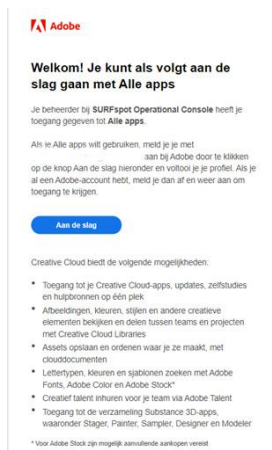 Adobe
Welkom! Je kunt als volgt aan de
slag gaan met Alle apps
Je beheerder bij SURFspot Operational Console heeft je
toegang gegeven tot Alle apps.
Als je Alle apps wilt gebruiken, meld je je met
aan bij Adobe door te klikken
op de knop Aan de slag hieronder en voltooi je je profiel. Als je
al een Adobe-account hebt, meld je dan af en weer aan om
toegang te krijgen.
Aan de slag
Creative Cloud biedt de volgende mogelijkheden:
* Toegang tot je Creative Cloud-apps, updates, zelfstudies
en hulpbronnen op één plek
* Afbeeldingen, kleuren, stijlen en andere creatieve
elementen bekijken en delen tussen teams en projecten
met Creative Cloud Libraries
* Assets opslaan en ordenen waar je ze maakt, met
clouddocumenten
* Lettertypen, kleuren en sjablonen zoeken met Adobe
Fonts, Adobe Color en Adobe Stock*
* Creatief talent inhuren voor je team via Adobe Talent
* Toegang tot de verzameling Substance 3D-apps,
waaronder Stager, Painter, Sampler, Designer en Modeler
* Voor Adobe Stock zijn mogelijk aanvullende aankopen vereist